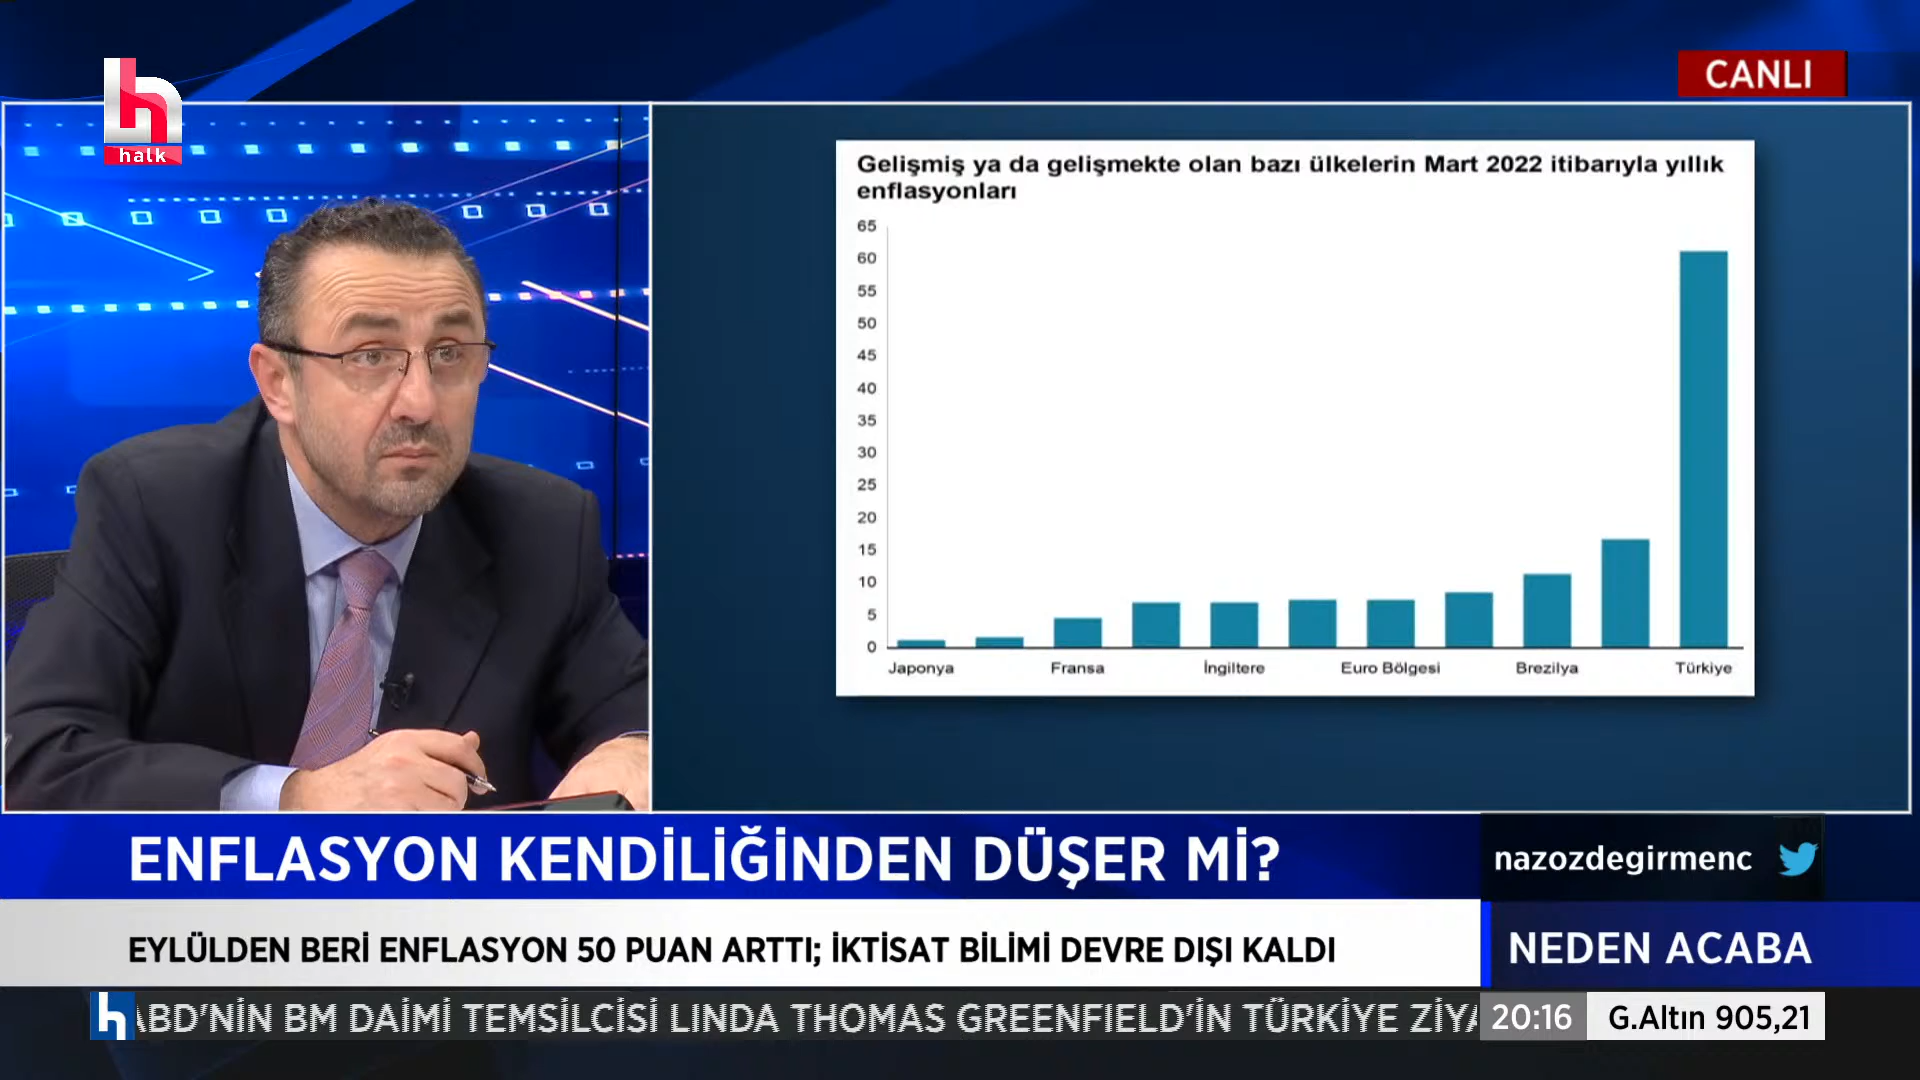 halk
CANLI
Gelişmiş ya da gelişmekte olan bazı ülkelerin Mart 2022 itibarıyla yıllık
enflasyonları
65
60
55
50
45
40
35
30
25
20
15
10
5
0
Japonya Fransa İngiltere Euro Bölgesi Brezilya Türkiye
ENFLASYON KENDİLİĞİNDEN DÜŞER Mİ?
nazozdegirmenc
EYLÜLDEN BERİ ENFLASYON 50 PUAN ARTTI; İKTİSAT BİLİMİ DEVRE DIŞI KALDI
NEDEN ACABA
ABD'NİN BM DAİMİ TEMSİLCİSİ LINDA THOMAS GREENFIELD'İN TÜRKİYE
20:16
G.Altın 905,21